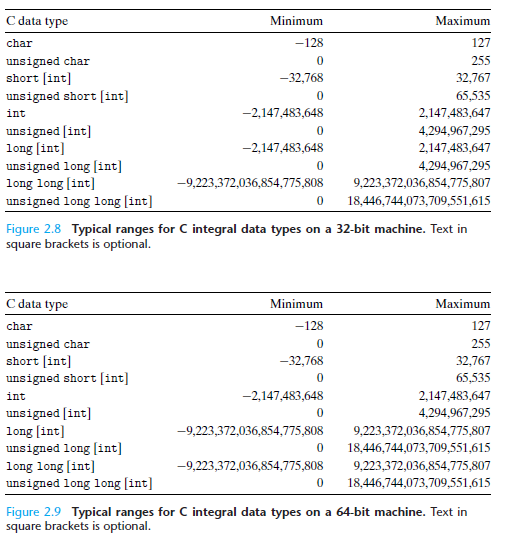 C data type Minimum Maximum
char −128 127
unsigned char 0 255
short [int] −32,768 32,767
unsigned short [int] 0 65,535
int −2,147,483,648 2,147,483,647
unsigned [int] 0 4,294,967,295
long [int] −2,147,483,648 2,147,483,647
unsigned long [int] 0 4,294,967,295
long long [int] −9,223,372,036,854,775,808 9,223,372,036,854,775,807
unsigned long long [int] 0 18,446,744,073,709,551,615
Figure 2.8 Typical ranges for C integral data types on a 32-bit machine. Text in
square brackets is optional.
C data type Minimum Maximum
char −128 127
unsigned char 0 255
short [int] −32,768 32,767
unsigned short [int] 0 65,535
int −2,147,483,648 2,147,483,647
unsigned [int] 0 4,294,967,295
long [int] −9,223,372,036,854,775,808 9,223,372,036,854,775,807
unsigned long [int] 0 18,446,744,073,709,551,615
long long [int] −9,223,372,036,854,775,808 9,223,372,036,854,775,807
unsigned long long [int] 0 18,446,744,073,709,551,615
Figure 2.9 Typical ranges for C integral data types on a 64-bit machine. Text in
square brackets is optional.